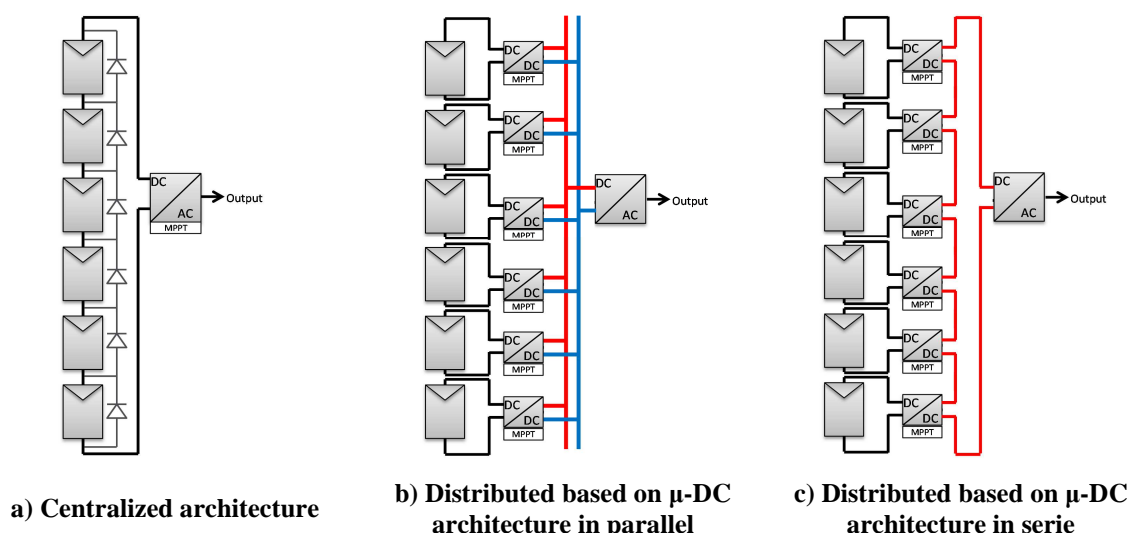 DC
AC
MPPT
Output
a) Centralized architecture
DC
DC
MPPT
DC
DC
MPPT
DC
DC
MPPT
DC
DC
MPPT
DC
DC
MPPT
DC
DC
MPPT
DC
AC
Output
b) Distributed based on μ-DC
architecture in parallel
DC
DC
MPPT
DC
DC
MPPT
DC
DC
MPPT
DC
DC
MPPT
DC
DC
MPPT
DC
DC
MPPT
DC
AC
Output
c) Distributed based on μ-DC
architecture in serie